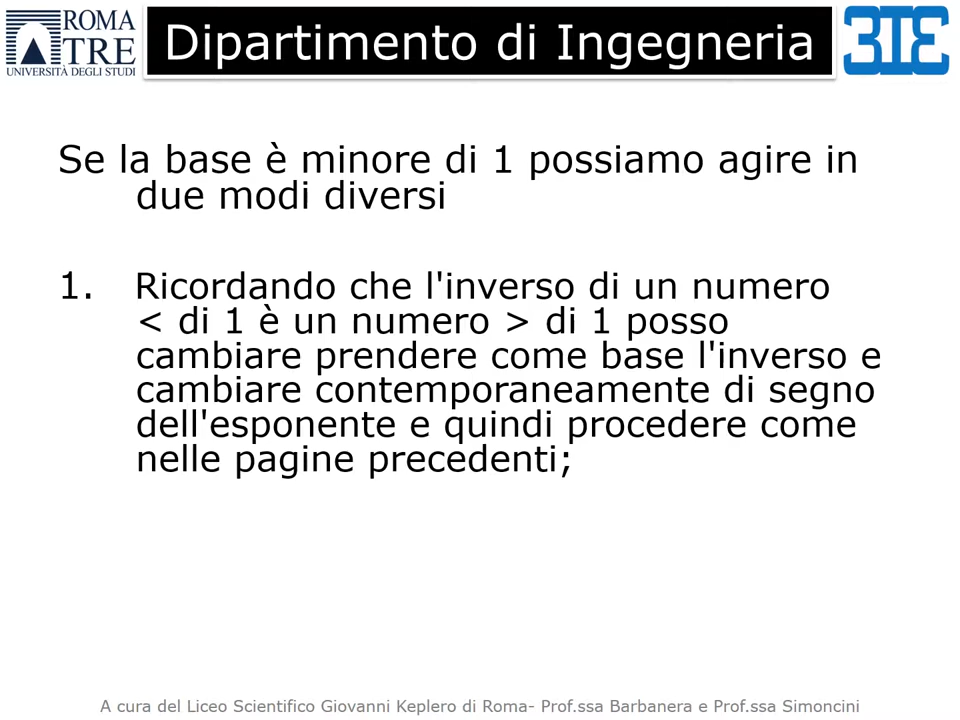 ROMA
TRE
UNIVERSITÀ DEGLI STUDI
Dipartimento di Ingegneria
Se la base è minore di 1 possiamo agire in
due modi diversi
1. Ricordando che l'inverso di un numero
< di 1 è un numero > di 1 posso
cambiare prendere come base l'inverso e
cambiare contemporaneamente di segno
dell'esponente e quindi procedere come
nelle pagine precedenti;
A cura del Liceo Scientifico Giovanni Keplero di Roma- Prof.ssa Barbanera e Prof.ssa Simoncini